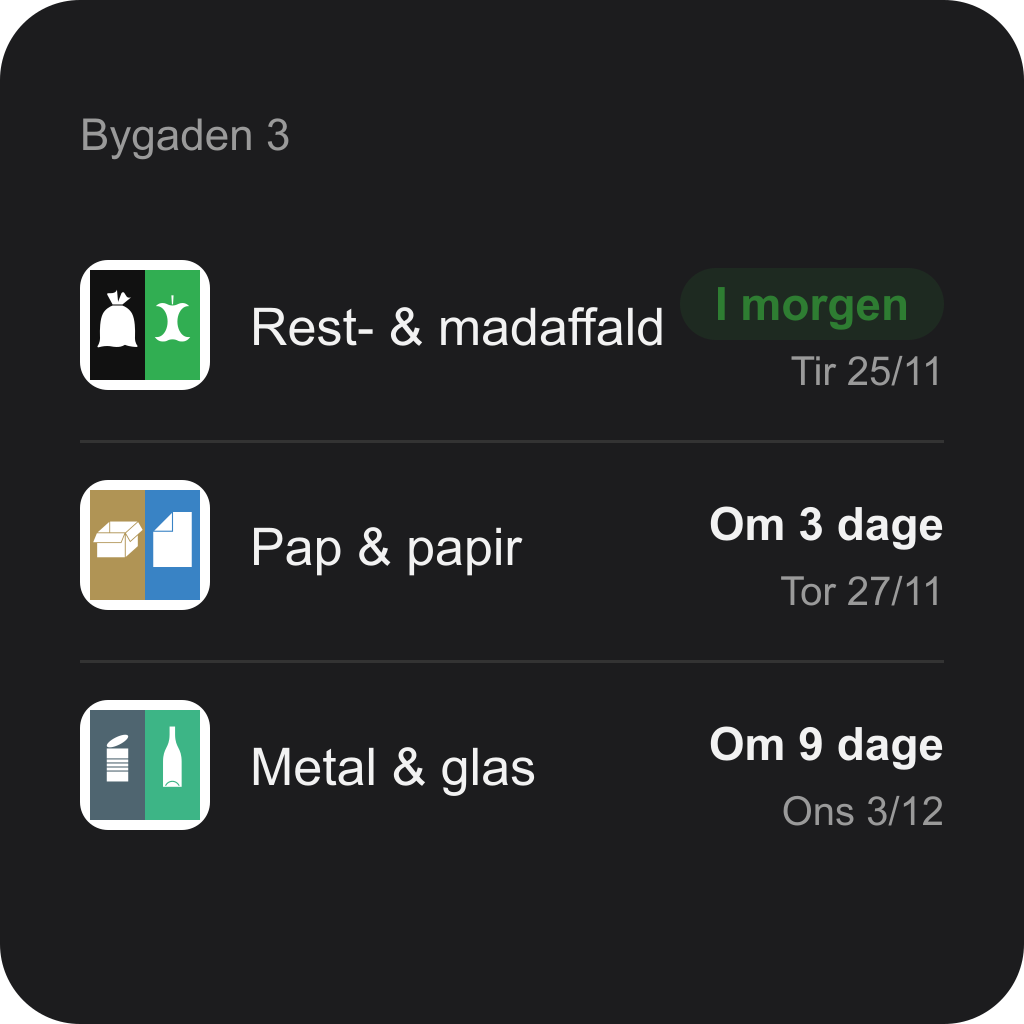 Bygaden 3
Rest- & madaffald
I morgen
Tir 25/11
Pap & papir
Om 3 dage
Tor 27/11
Metal & glas
Om 9 dage
Ons 3/12